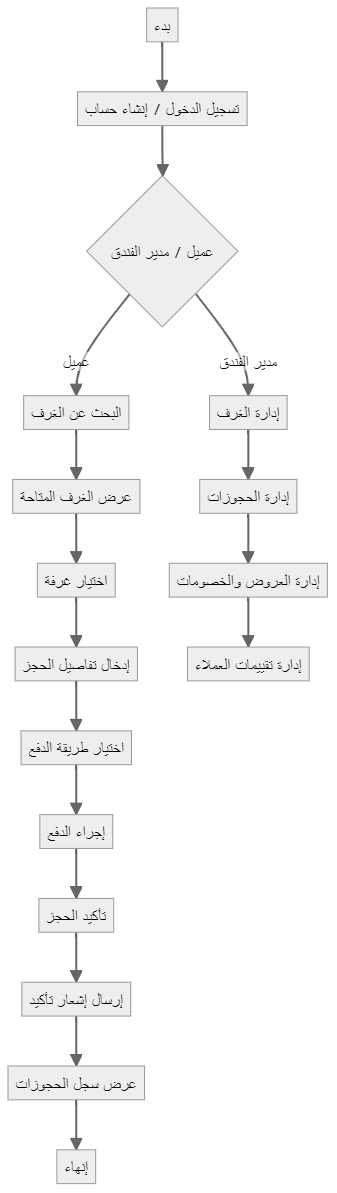 بدء
تسجيل الدخول / إنشاء حساب
عميل / مدير الفندق
عميل
مدير الفندق
البحث عن الغرف
إدارة الغرف
عرض الغرف المتاحة
إدارة الحجوزات
اختيار غرفة
إدارة العروض والخصومات
إدخال تفاصيل الحجز
إدارة تقييمات العملاء
اختيار طريقة الدفع
إجراء الدفع
تأكيد الحجز
إرسال إشعار تأكيد
عرض سجل الحجوزات
إنهاء